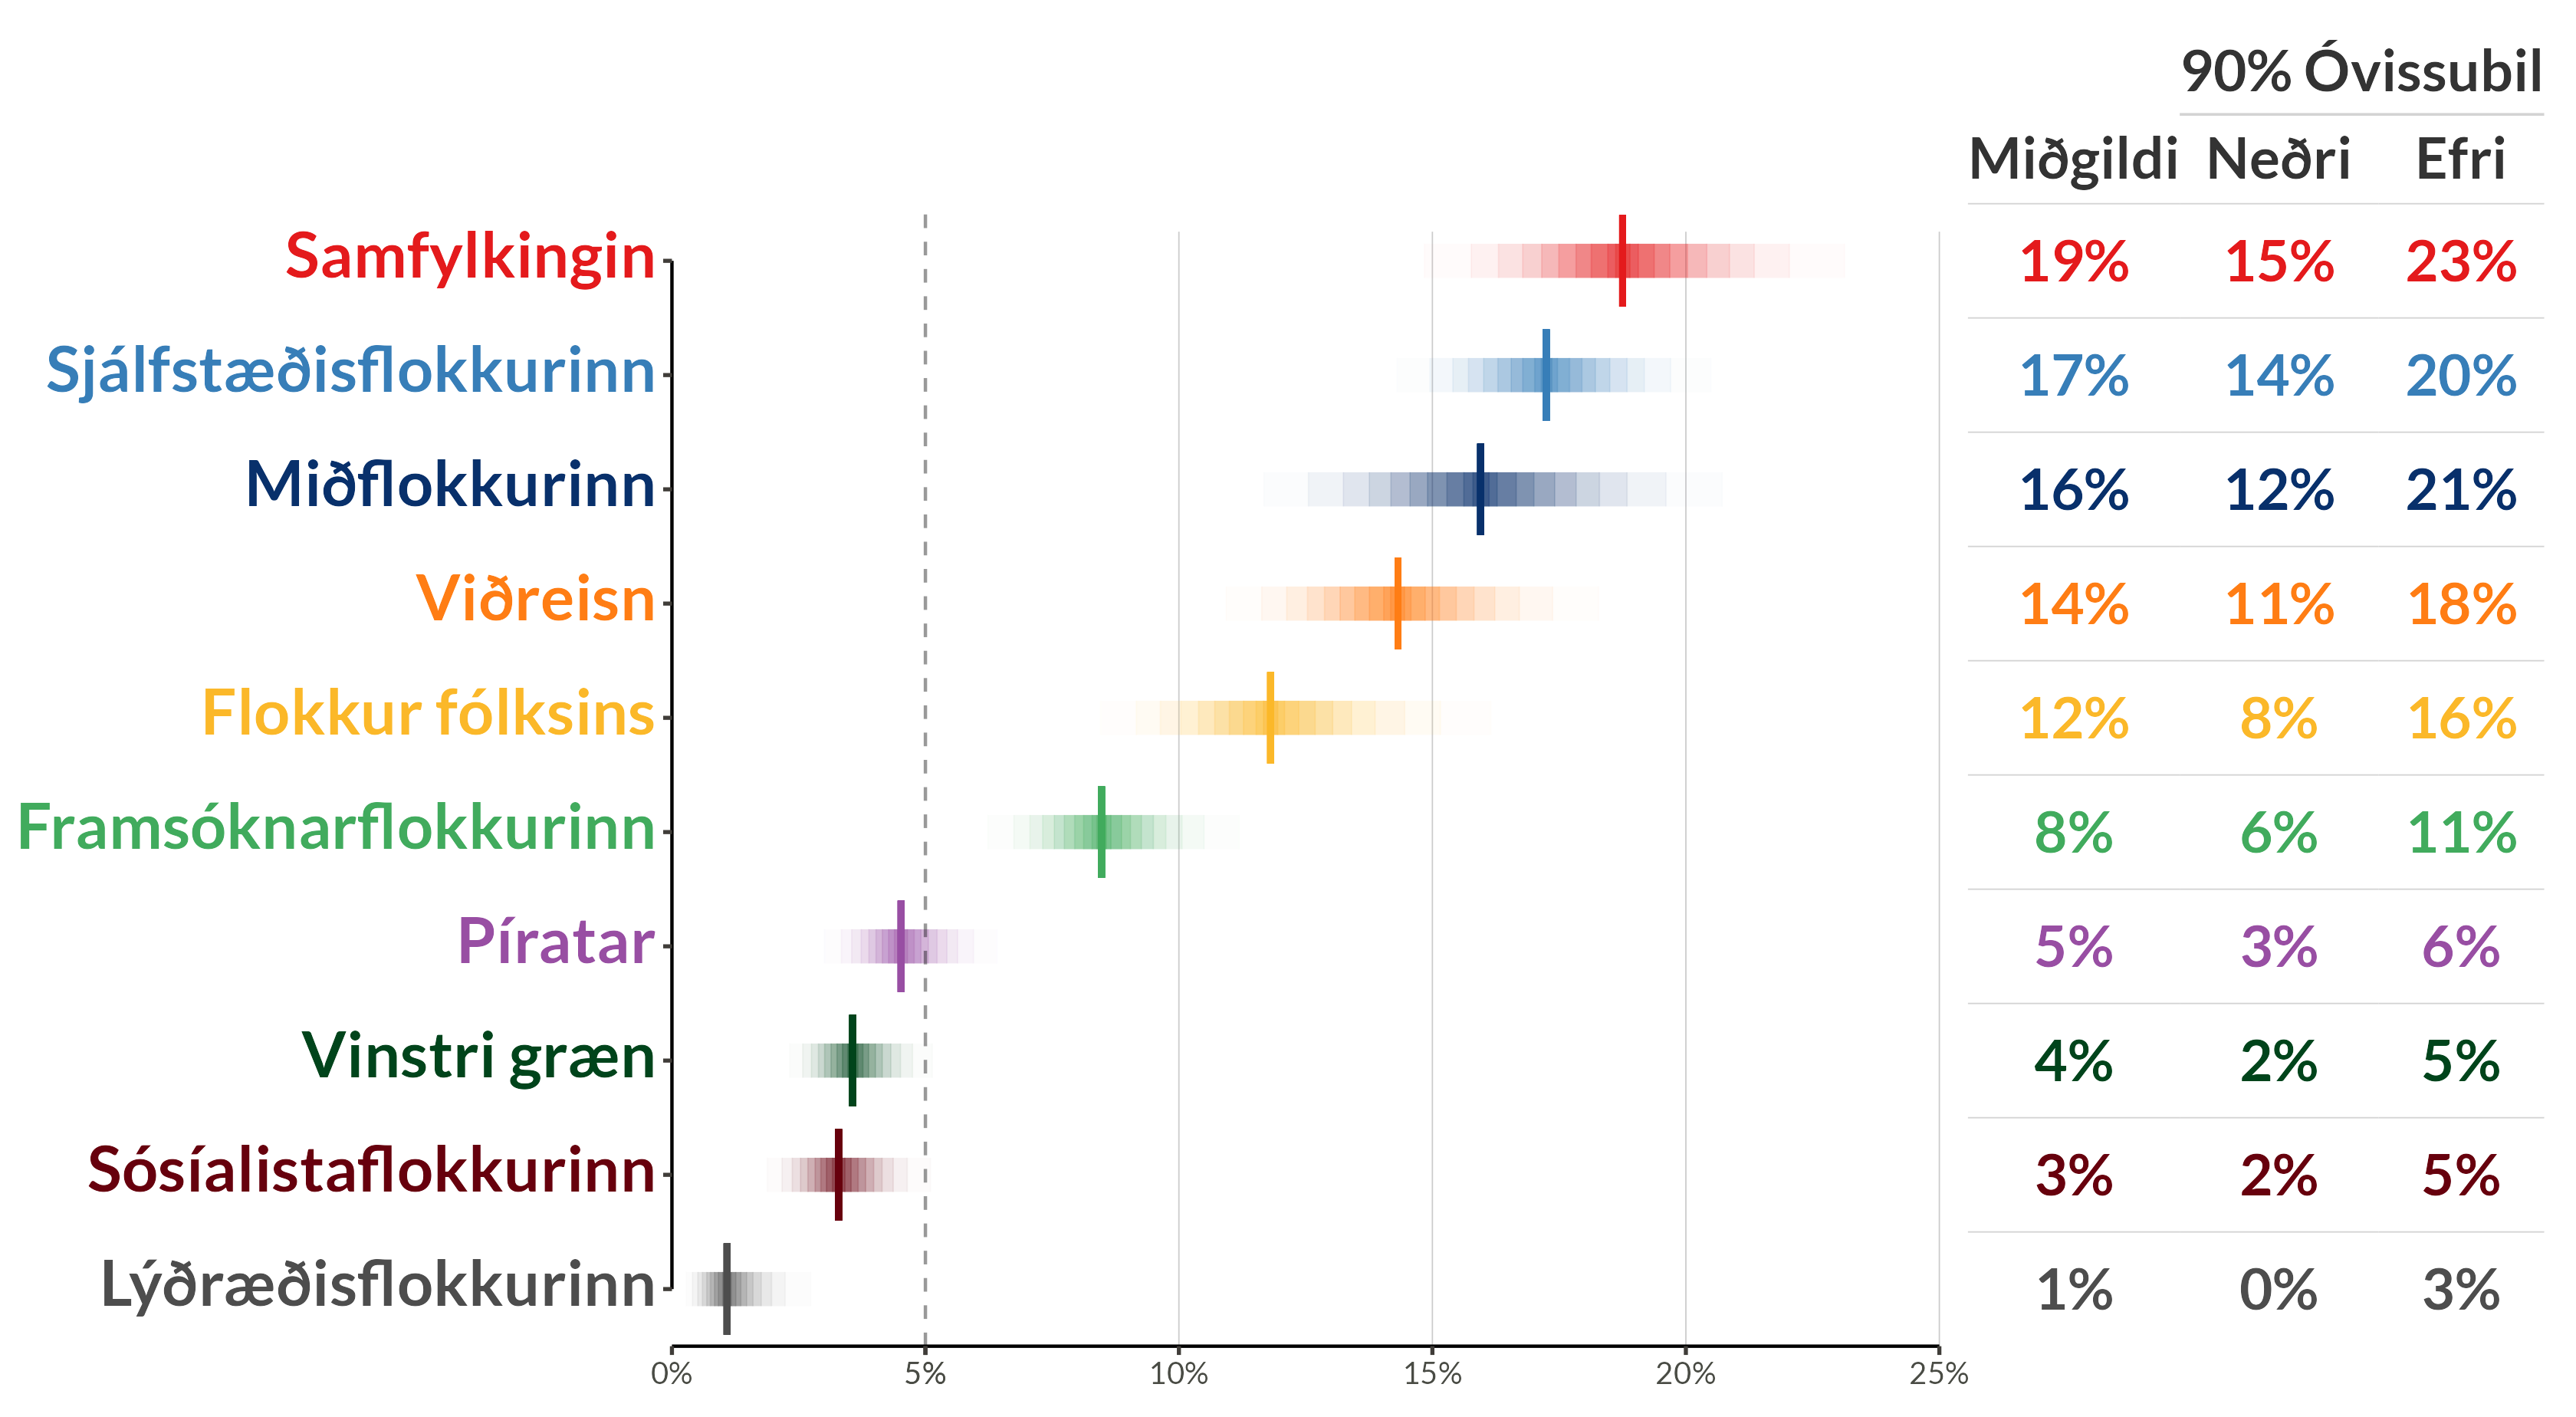 90% Óvissubil
Miðgildi Neðri Efri
Samfylkingin 19% 15% 23%
Sjálfstæðisflokkurinn 17% 14% 20%
Miðflokkurinn 16% 12% 21%
Viðreisn 14% 11% 18%
Flokkur fólksins 12% 8% 16%
Framsóknarflokkurinn 8% 6% 11%
Píratar 5% 3% 6%
Vinstri græn 4% 2% 5%
Sósíalistaflokkurinn 3% 2% 5%
Lýðræðisflokkurinn 1% 0% 3%
0% 5% 10% 15% 20% 25%